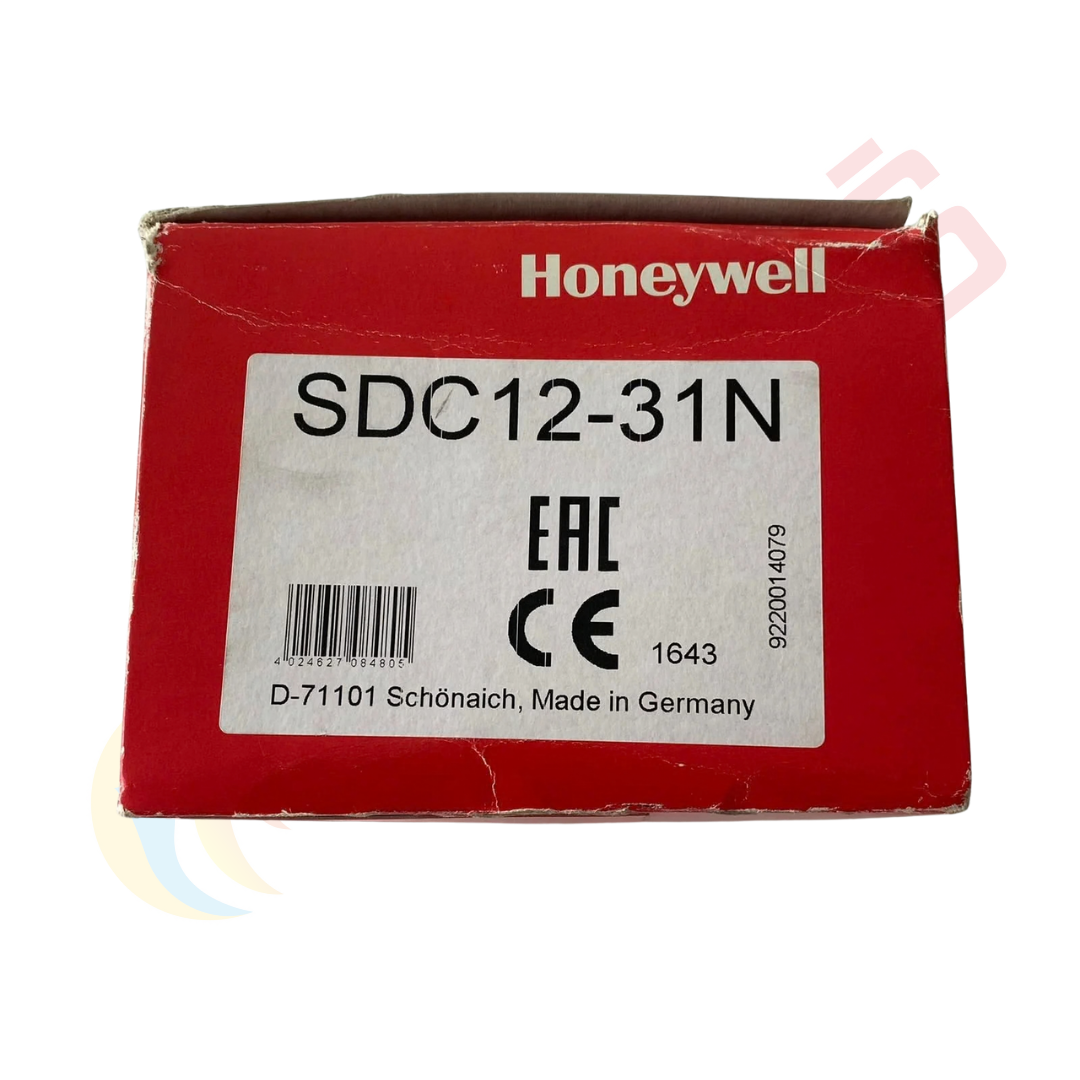 Honeywell
SDC12-31N
EAC
CE
1643
9220014079
4 024627 084805
D-71101 Schönaich, Made in Germany